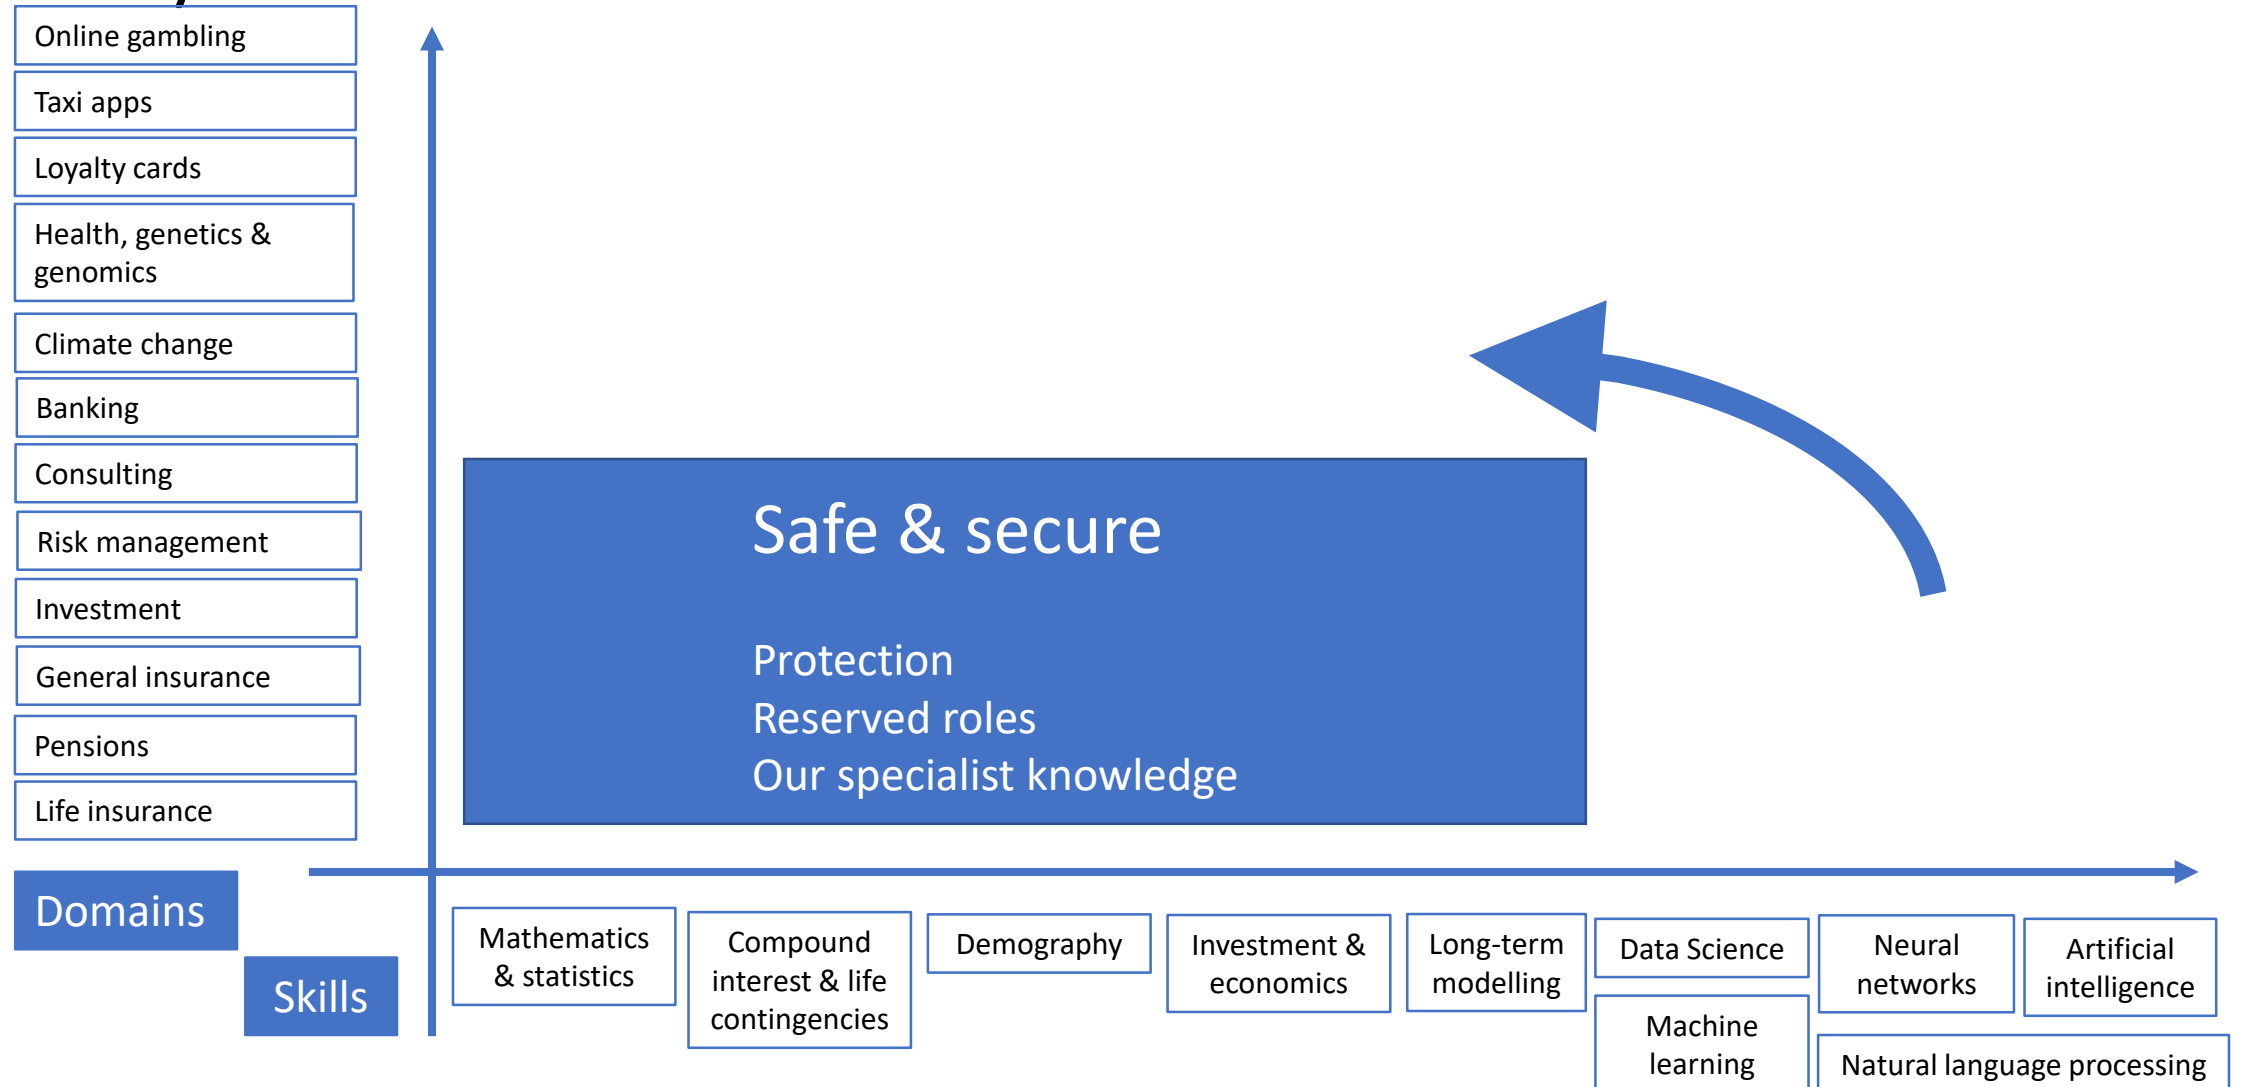 Online gambling
Taxi apps
Loyalty cards
Health, genetics &
genomics
Climate change
Banking
Consulting
Risk management
Investment
General insurance
Pensions
Life insurance
Safe & secure
Protection
Reserved roles
Our specialist knowledge
Domains
Skills
Mathematics
& statistics
Compound
interest & life
contingencies
Demography
Investment &
economics
Long-term
modelling
Data Science
Machine
learning
Neural
networks
Artificial
intelligence
Natural language processing